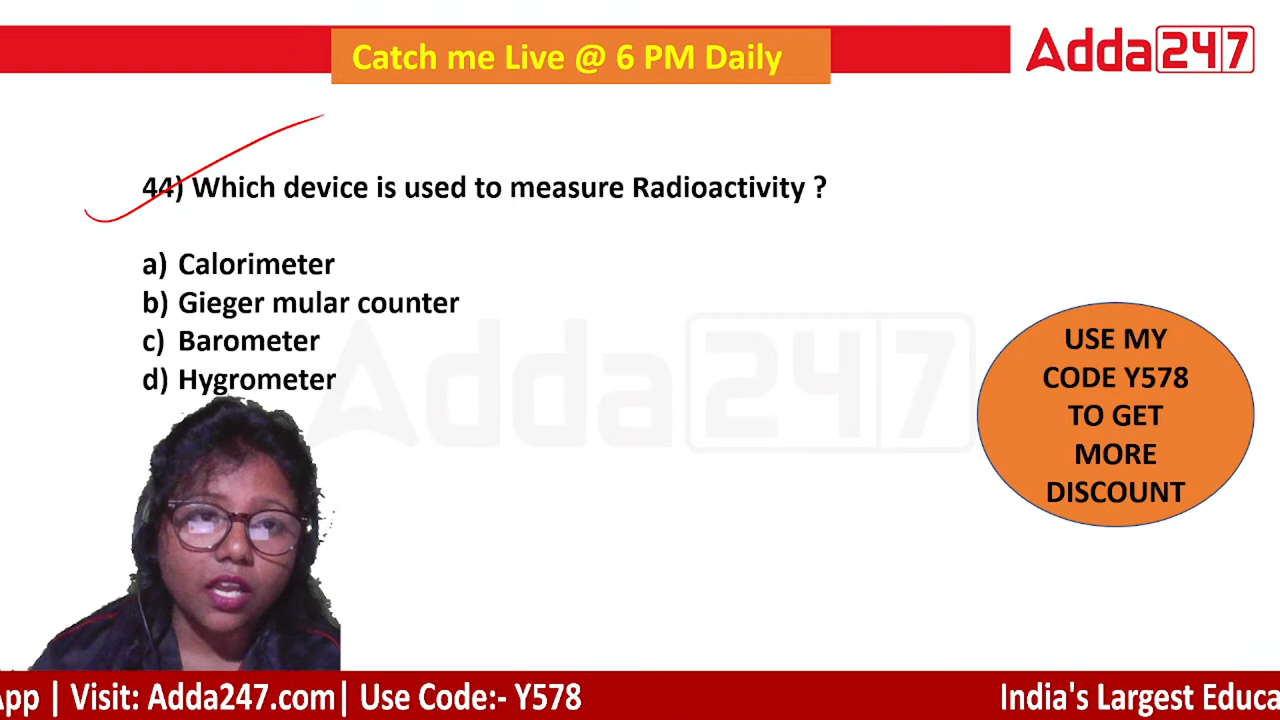 Catch me Live @ 6 PM Daily
Adda247
44) Which device is used to measure Radioactivity ?
a) Calorimeter
b) Gieger mular counter
c) Barometer
d) Hygrometer
Adda247
USE MY
CODE Y578
TO GET
MORE
DISCOUNT
App | Visit: Adda247.com| Use Code:- Y578
India's Largest Educa